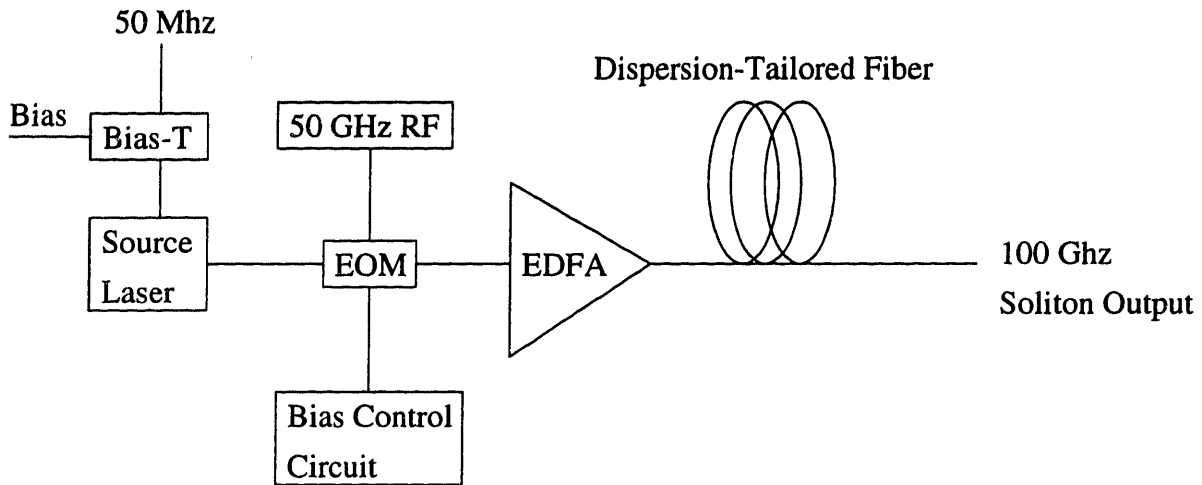 50 Mhz
Dispersion-Tailored Fiber
Bias
Bias-T
50 GHz RF
Source
Laser
EOM
EDFA
100 Ghz
Soliton Output
Bias Control
Circuit